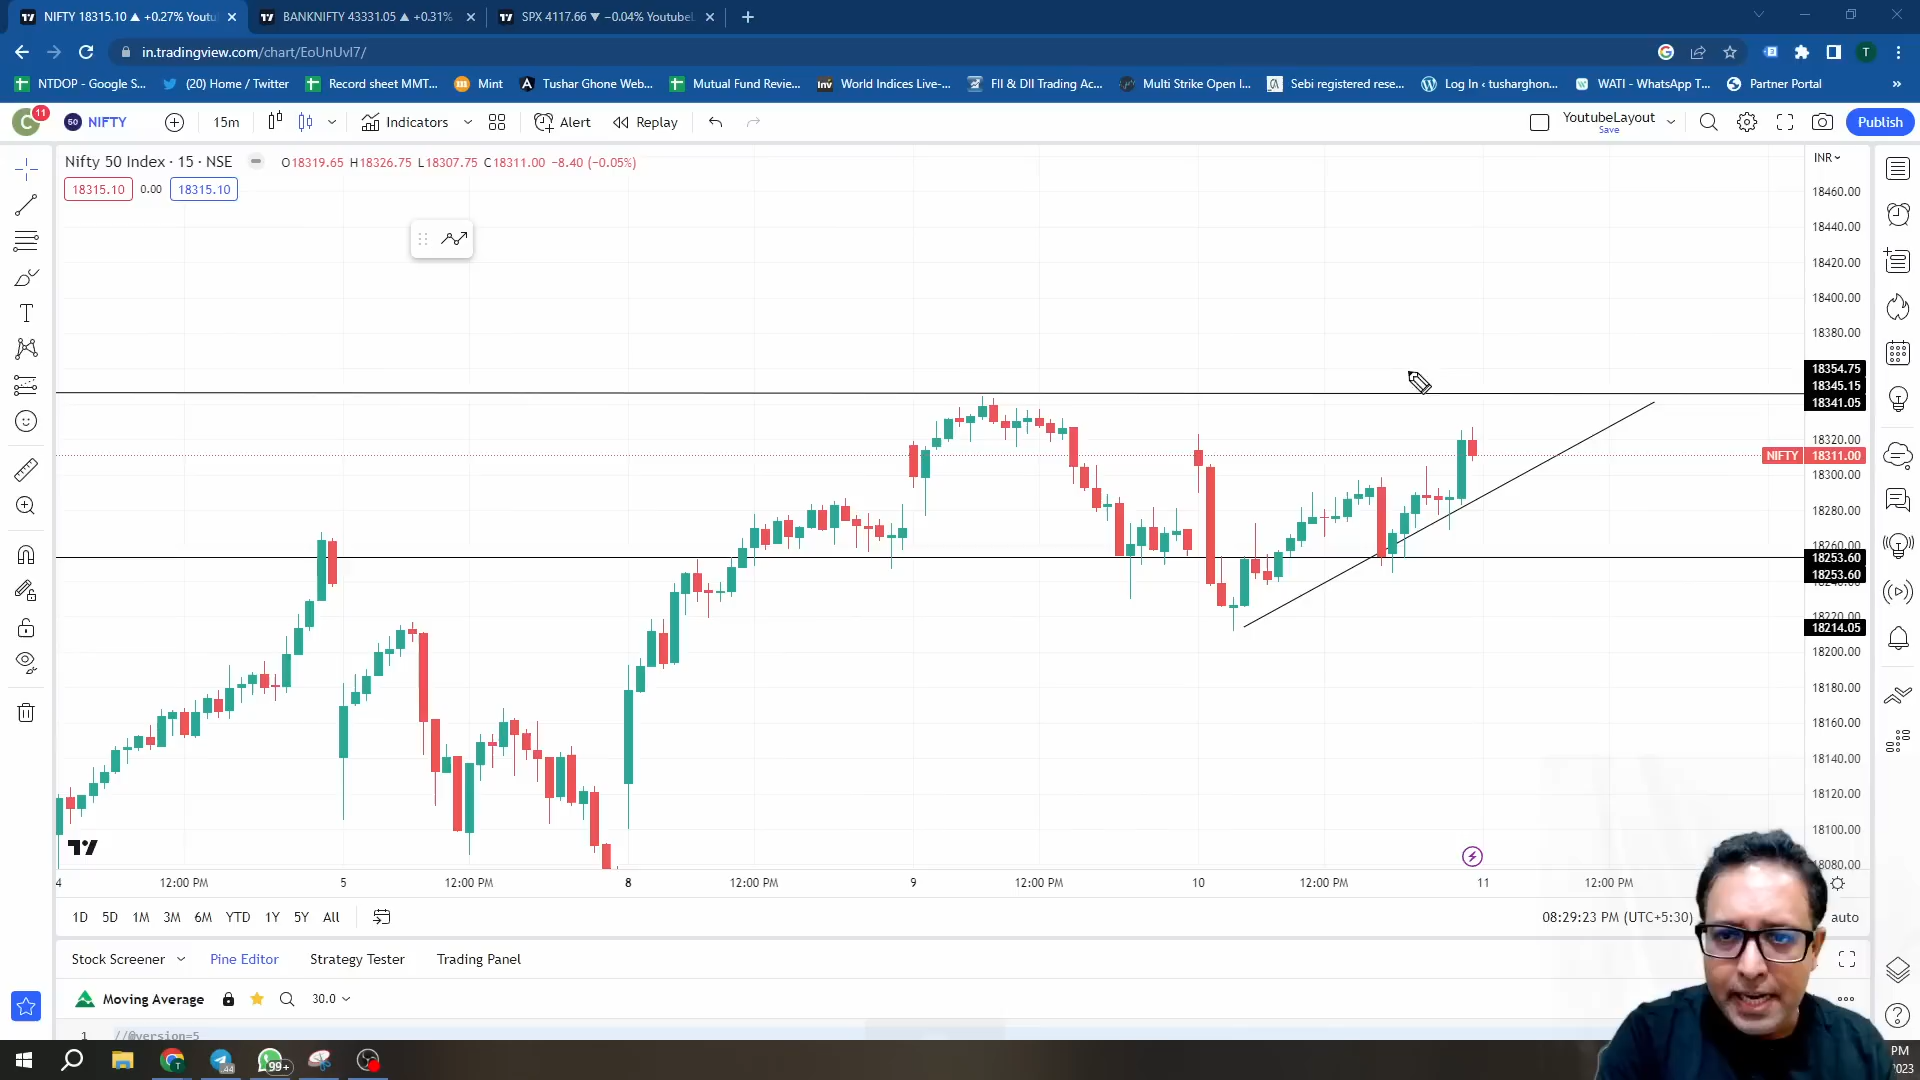 NIFTY 18315.10 ▲ +0.27% Youtu
BANKNIFTY 43331.05 ▲ +0.31%
SPX 4117.66 ▼ −0.04% Youtube
in.tradingview.com/chart/EoUnUvI7/
NTDOP - Google S...
(20) Home / Twitter
Record sheet MMT...
Mint
Tushar Ghone Web...
Mutual Fund Revie...
World Indices Live-...
FII & DII Trading Ac...
Multi Strike Open I...
Sebi registered rese...
Log In ‹ tusharghon...
WATI - WhatsApp T...
Partner Portal
»
C 11
50 NIFTY
15m
Indicators
Alert
Replay
YoutubeLayout
Save
Publish
Nifty 50 Index · 15 · NSE
O18319.65 H18326.75 L18307.75 C18311.00 −8.40 (−0.05%)
INR
18315.10
0.00
18315.10
18460.00
18440.00
18420.00
18400.00
18380.00
18354.75
18345.15
18341.05
18320.00
NIFTY 18311.00
18300.00
18280.00
18260.00
18253.60
18253.60
18220.00
18214.05
18200.00
18180.00
18160.00
18140.00
18120.00
18100.00
18080.00
4
12:00 PM
5
12:00 PM
8
12:00 PM
9
12:00 PM
10
12:00 PM
11
12:00 PM
1D 5D 1M 3M 6M YTD 1Y 5Y All
08:29:23 PM (UTC+5:30)
auto
Stock Screener
Pine Editor
Strategy Tester
Trading Panel
Moving Average
30.0
1 //@version=5
44
99+
PM
2023